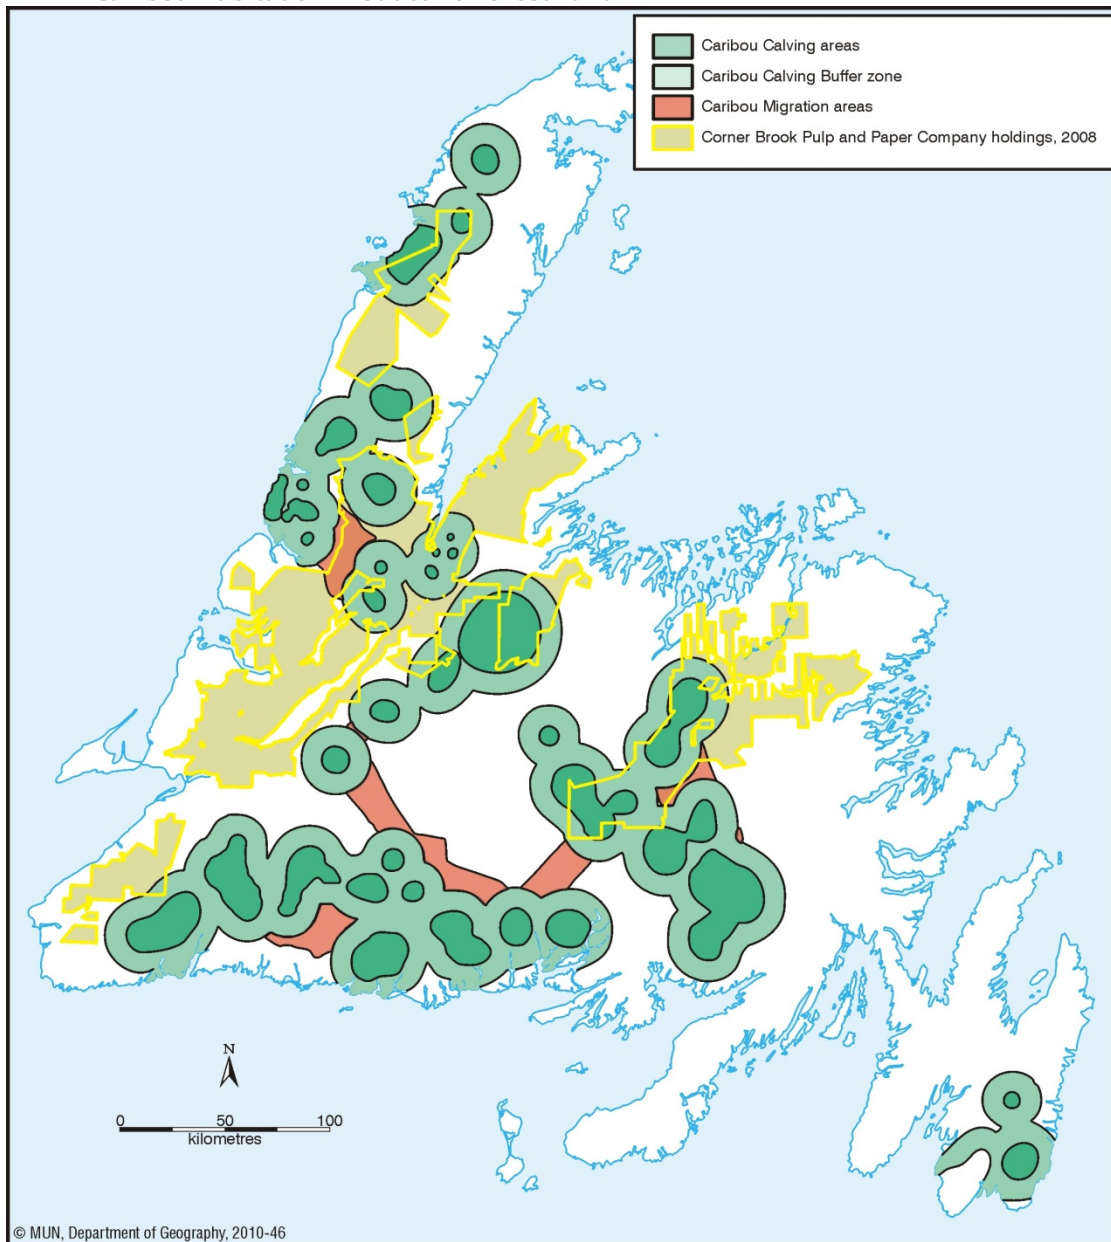 Caribou Calving areas
Caribou Calving Buffer zone
Caribou Migration areas
Corner Brook Pulp and Paper Company holdings, 2008
N
0 50 100
kilometres
© MUN, Department of Geography, 2010-46